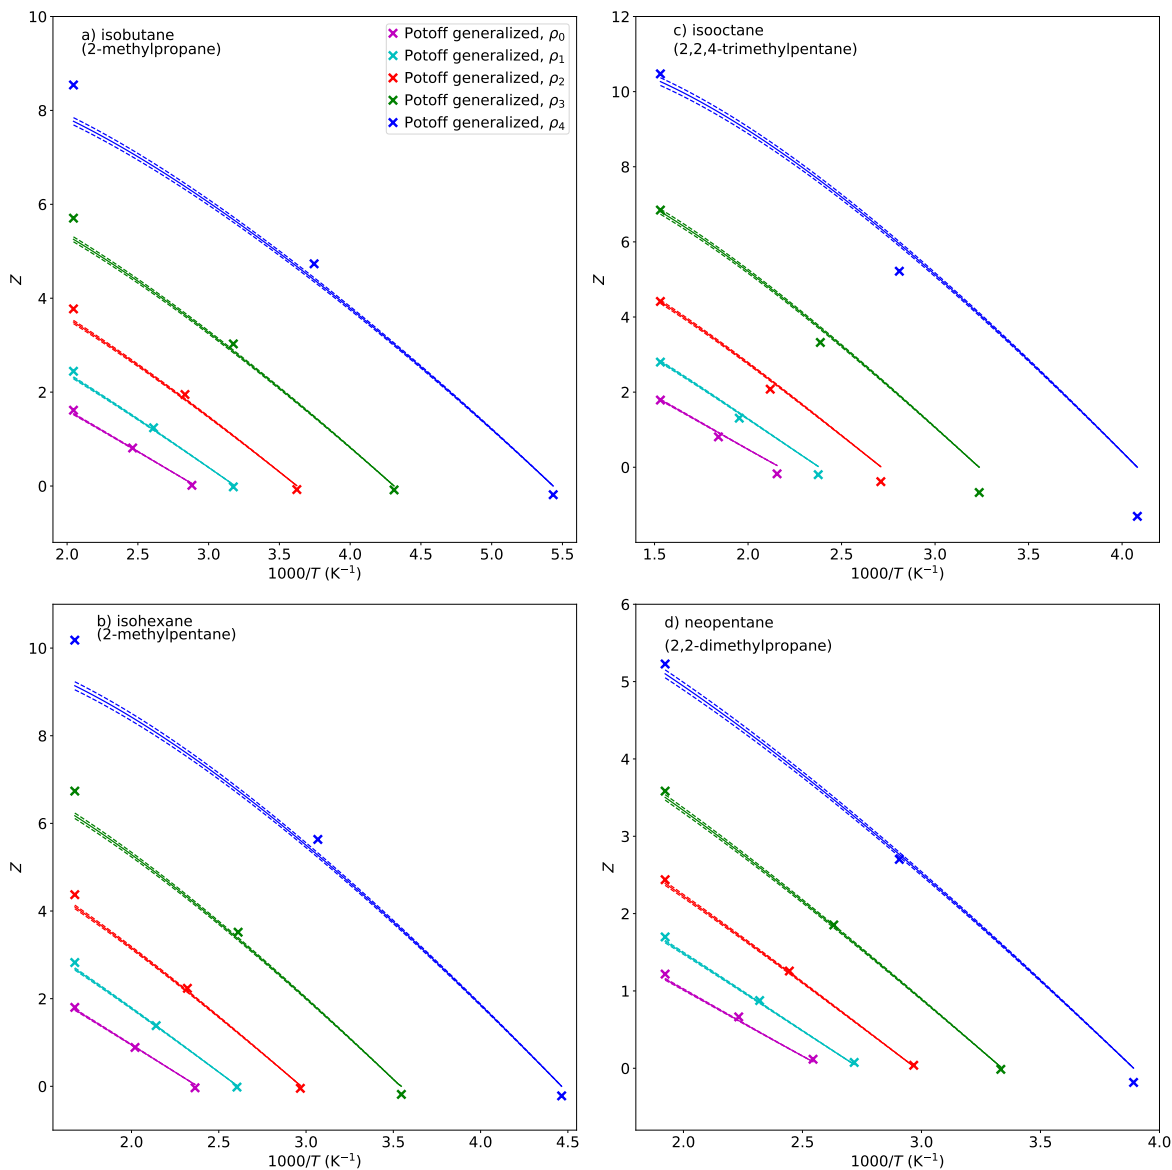 a) isobutane
(2-methylpropane)
Potoff generalized, ρ0
Potoff generalized, ρ1
Potoff generalized, ρ2
Potoff generalized, ρ3
Potoff generalized, ρ4
10
8
6
4
2
0
Z
2.0 2.5 3.0 3.5 4.0 4.5 5.0 5.5
1000/T (K⁻¹)
c) isooctane
(2,2,4-trimethylpentane)
12
10
8
6
4
2
0
Z
1.5 2.0 2.5 3.0 3.5 4.0
1000/T (K⁻¹)
b) isohexane
(2-methylpentane)
10
8
6
4
2
0
Z
2.0 2.5 3.0 3.5 4.0 4.5
1000/T (K⁻¹)
d) neopentane
(2,2-dimethylpropane)
6
5
4
3
2
1
0
Z
2.0 2.5 3.0 3.5 4.0
1000/T (K⁻¹)